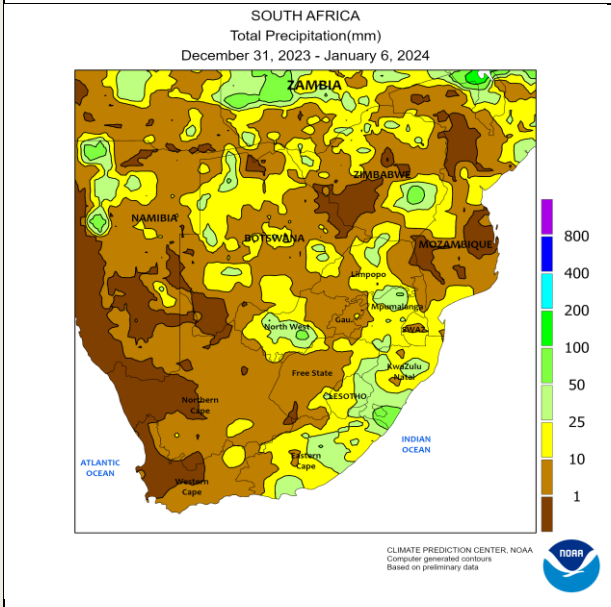 SOUTH AFRICA
Total Precipitation(mm)
December 31, 2023 - January 6, 2024
ZAMBIA
ZIMBABWE
NAMIBIA
BOTSWANA
MOZAMBIQUE
Limpopo
Mpumalanga
North West
Gau.
SWAZ.
Free State
KwaZulu
Natal
LESOTHO
Northern
Cape
Eastern
Cape
Western
Cape
ATLANTIC
OCEAN
INDIAN
OCEAN
800
400
200
100
50
25
10
1
CLIMATE PREDICTION CENTER, NOAA
Computer generated contours
Based on preliminary data
NOAA